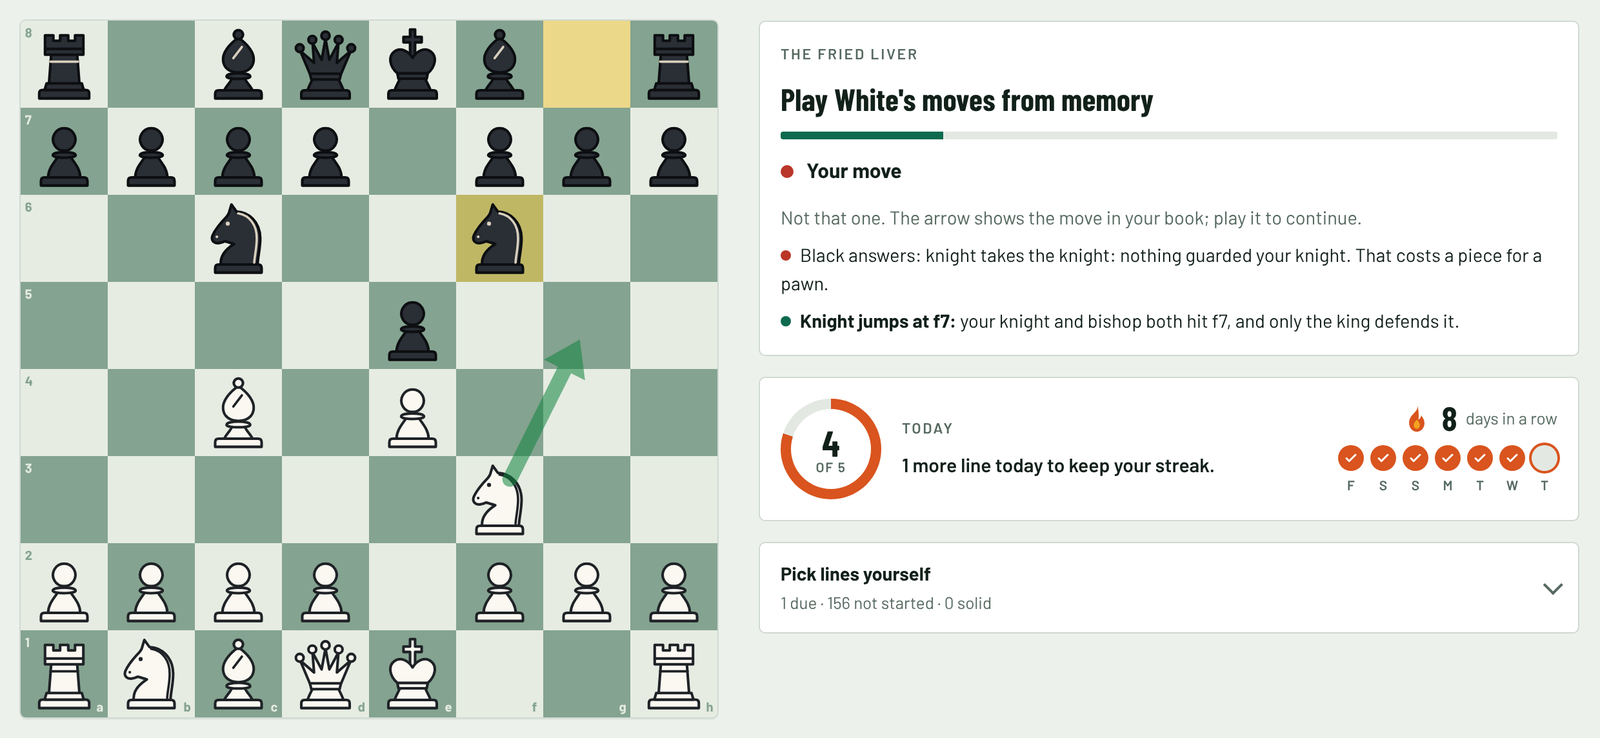 8
7
6
5
4
3
2
1
a b c d e f g h
THE FRIED LIVER
Play White's moves from memory
Your move
Not that one. The arrow shows the move in your book; play it to continue.
Black answers: knight takes the knight: nothing guarded your knight. That costs a piece for a
pawn.
Knight jumps at f7: your knight and bishop both hit f7, and only the king defends it.
4
OF 5
TODAY
1 more line today to keep your streak.
8 days in a row
F S S M T W T
Pick lines yourself
1 due · 156 not started · 0 solid